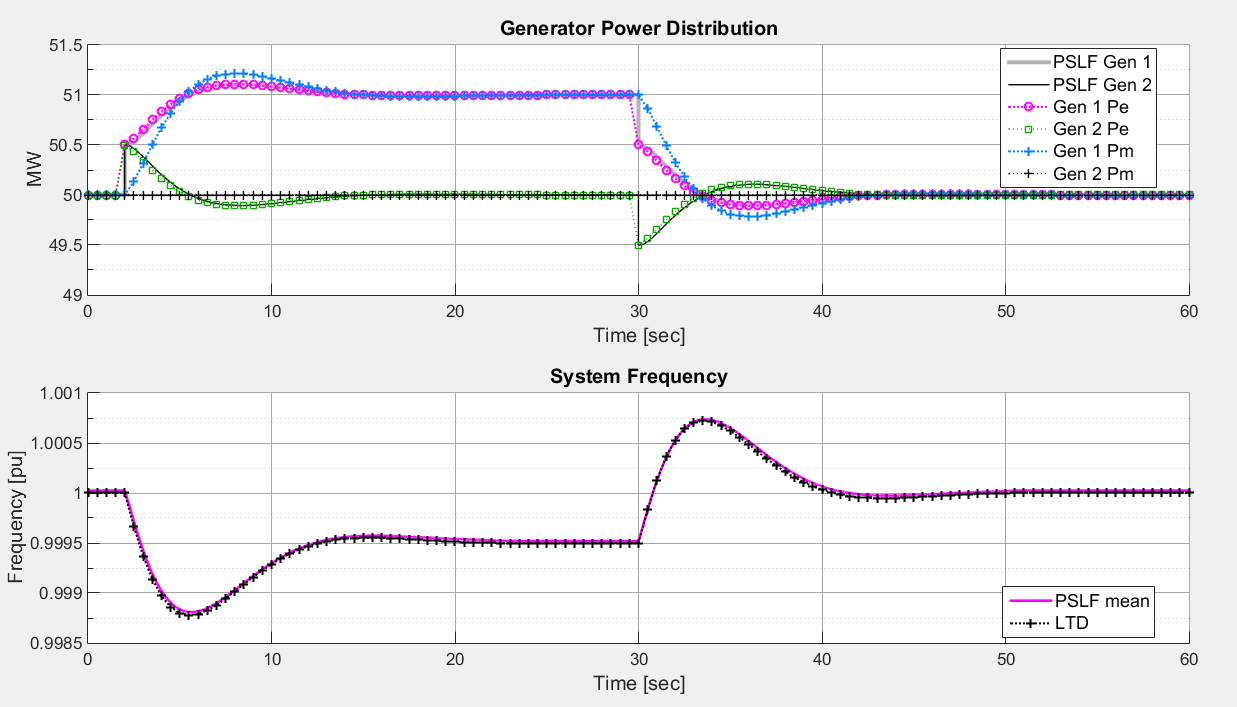 Generator Power Distribution
51.5
51
50.5
50
49.5
49
MW
0 10 20 30 40 50 60
Time [sec]
PSLF Gen 1
PSLF Gen 2
Gen 1 Pe
Gen 2 Pe
Gen 1 Pm
Gen 2 Pm
System Frequency
1.001
1.0005
1
0.9995
0.999
0.9985
Frequency [pu]
0 10 20 30 40 50 60
Time [sec]
PSLF mean
LTD